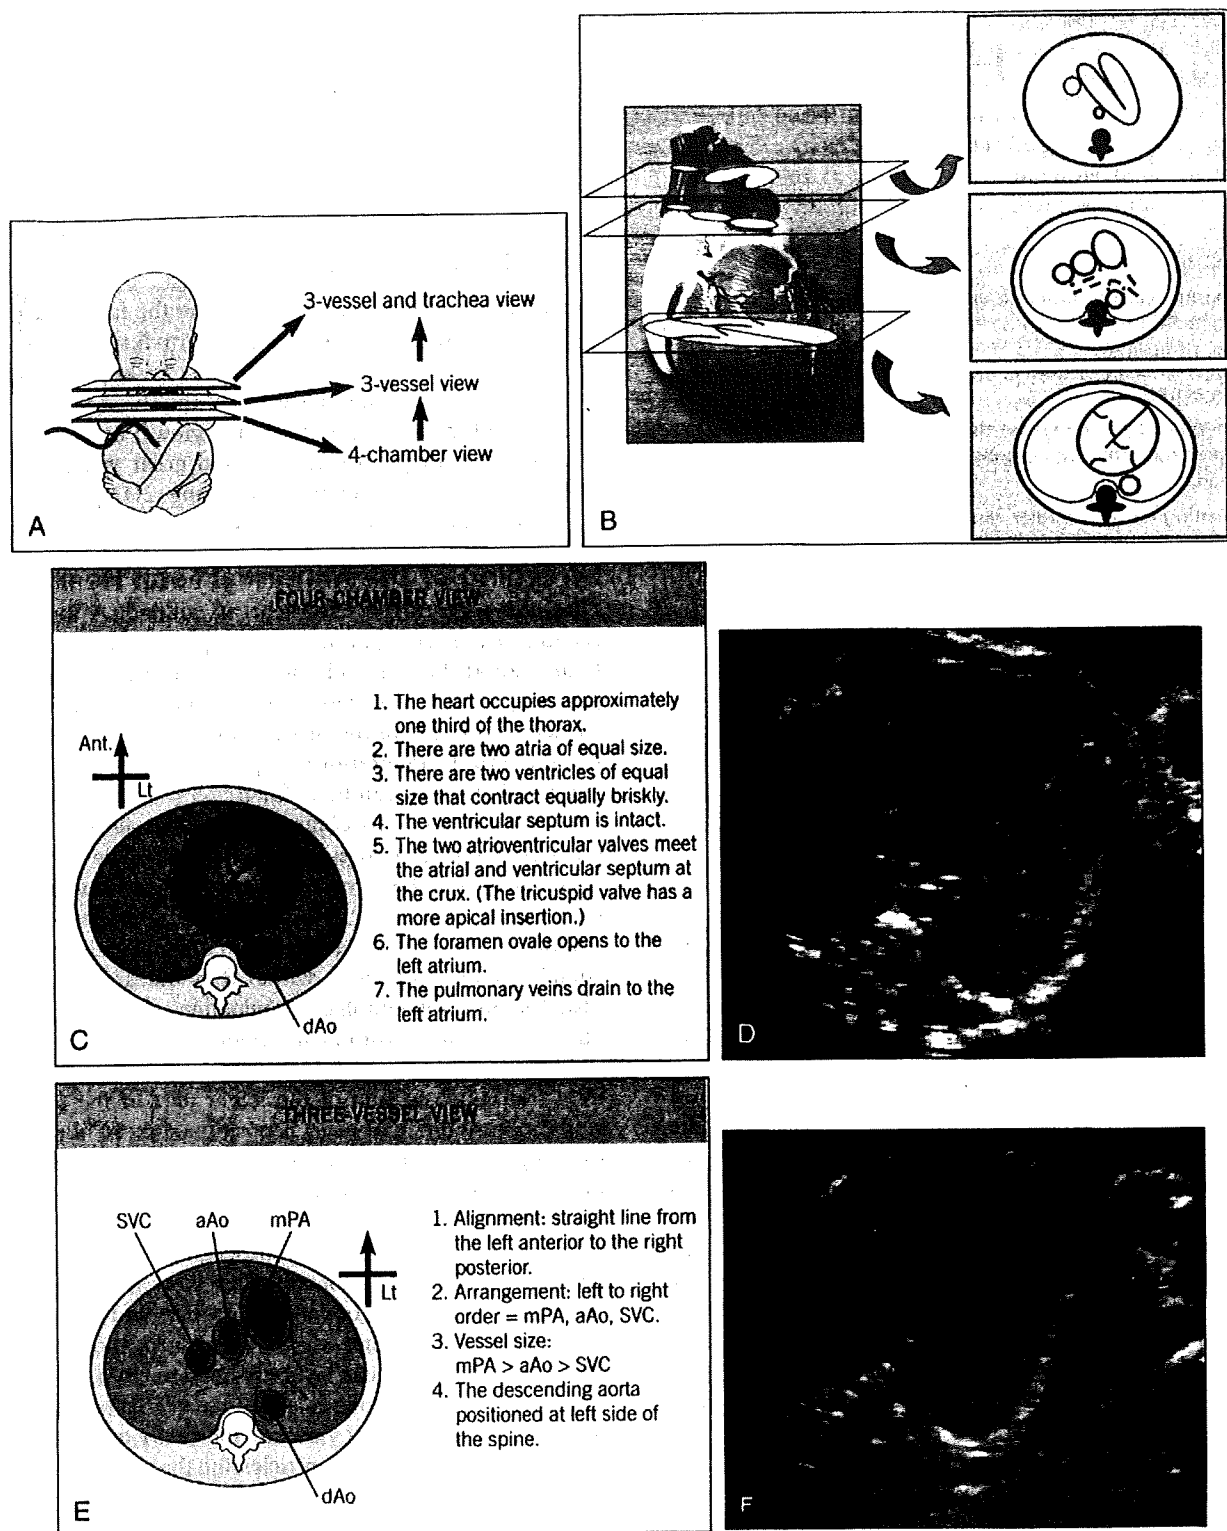 3-vessel and trachea view
3-vessel view
4-chamber view
A
B
FOUR-CHAMBER VIEW
Ant.
Lt
dAo
C
1. The heart occupies approximately
one third of the thorax.
2. There are two atria of equal size.
3. There are two ventricles of equal
size that contract equally briskly.
4. The ventricular septum is intact.
5. The two atrioventricular valves meet
the atrial and ventricular septum at
the crux. (The tricuspid valve has a
more apical insertion.)
6. The foramen ovale opens to the
left atrium.
7. The pulmonary veins drain to the
left atrium.
D
THREE-VESSEL VIEW
SVC
aAo
mPA
Lt
dAo
E
1. Alignment: straight line from
the left anterior to the right
posterior.
2. Arrangement: left to right
order = mPA, aAo, SVC.
3. Vessel size:
mPA > aAo > SVC
4. The descending aorta
positioned at left side of
the spine.
F